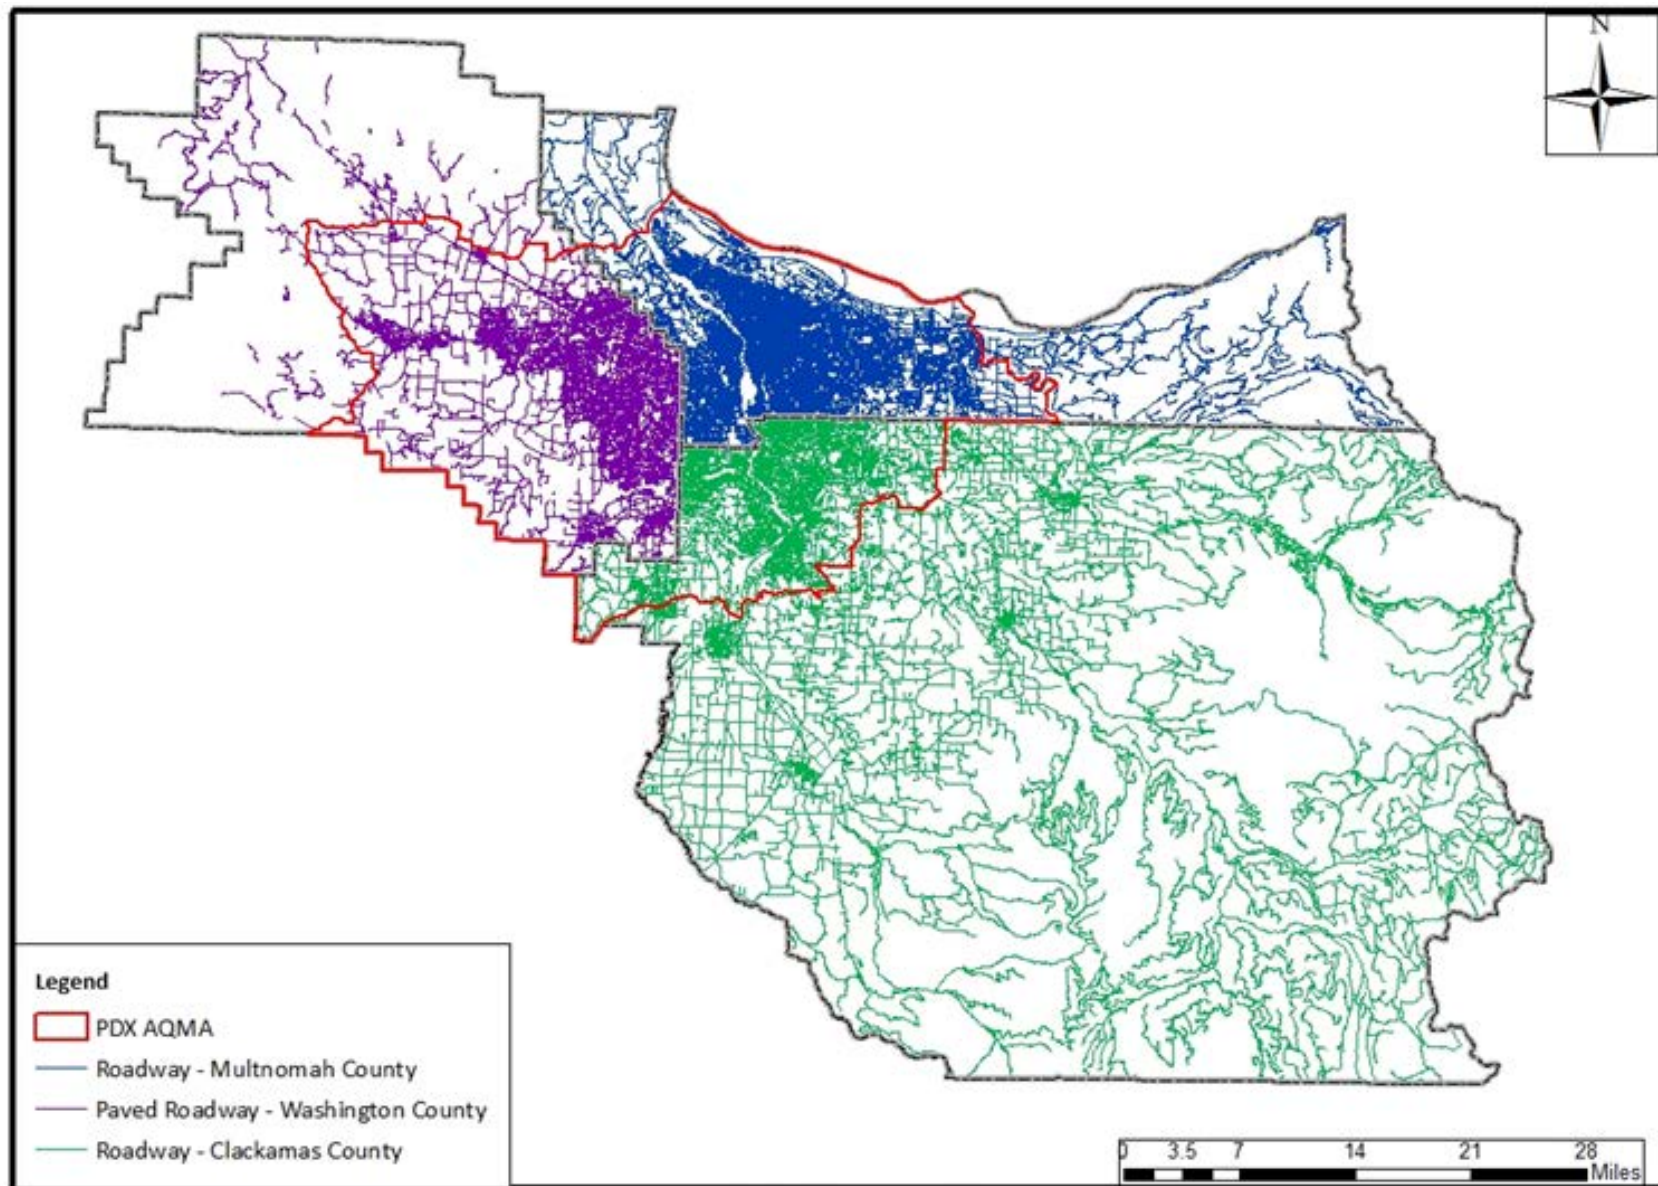 N
Legend
PDX AQMA
Roadway - Multnomah County
Paved Roadway - Washington County
Roadway - Clackamas County
0 3.5 7 14 21 28
Miles